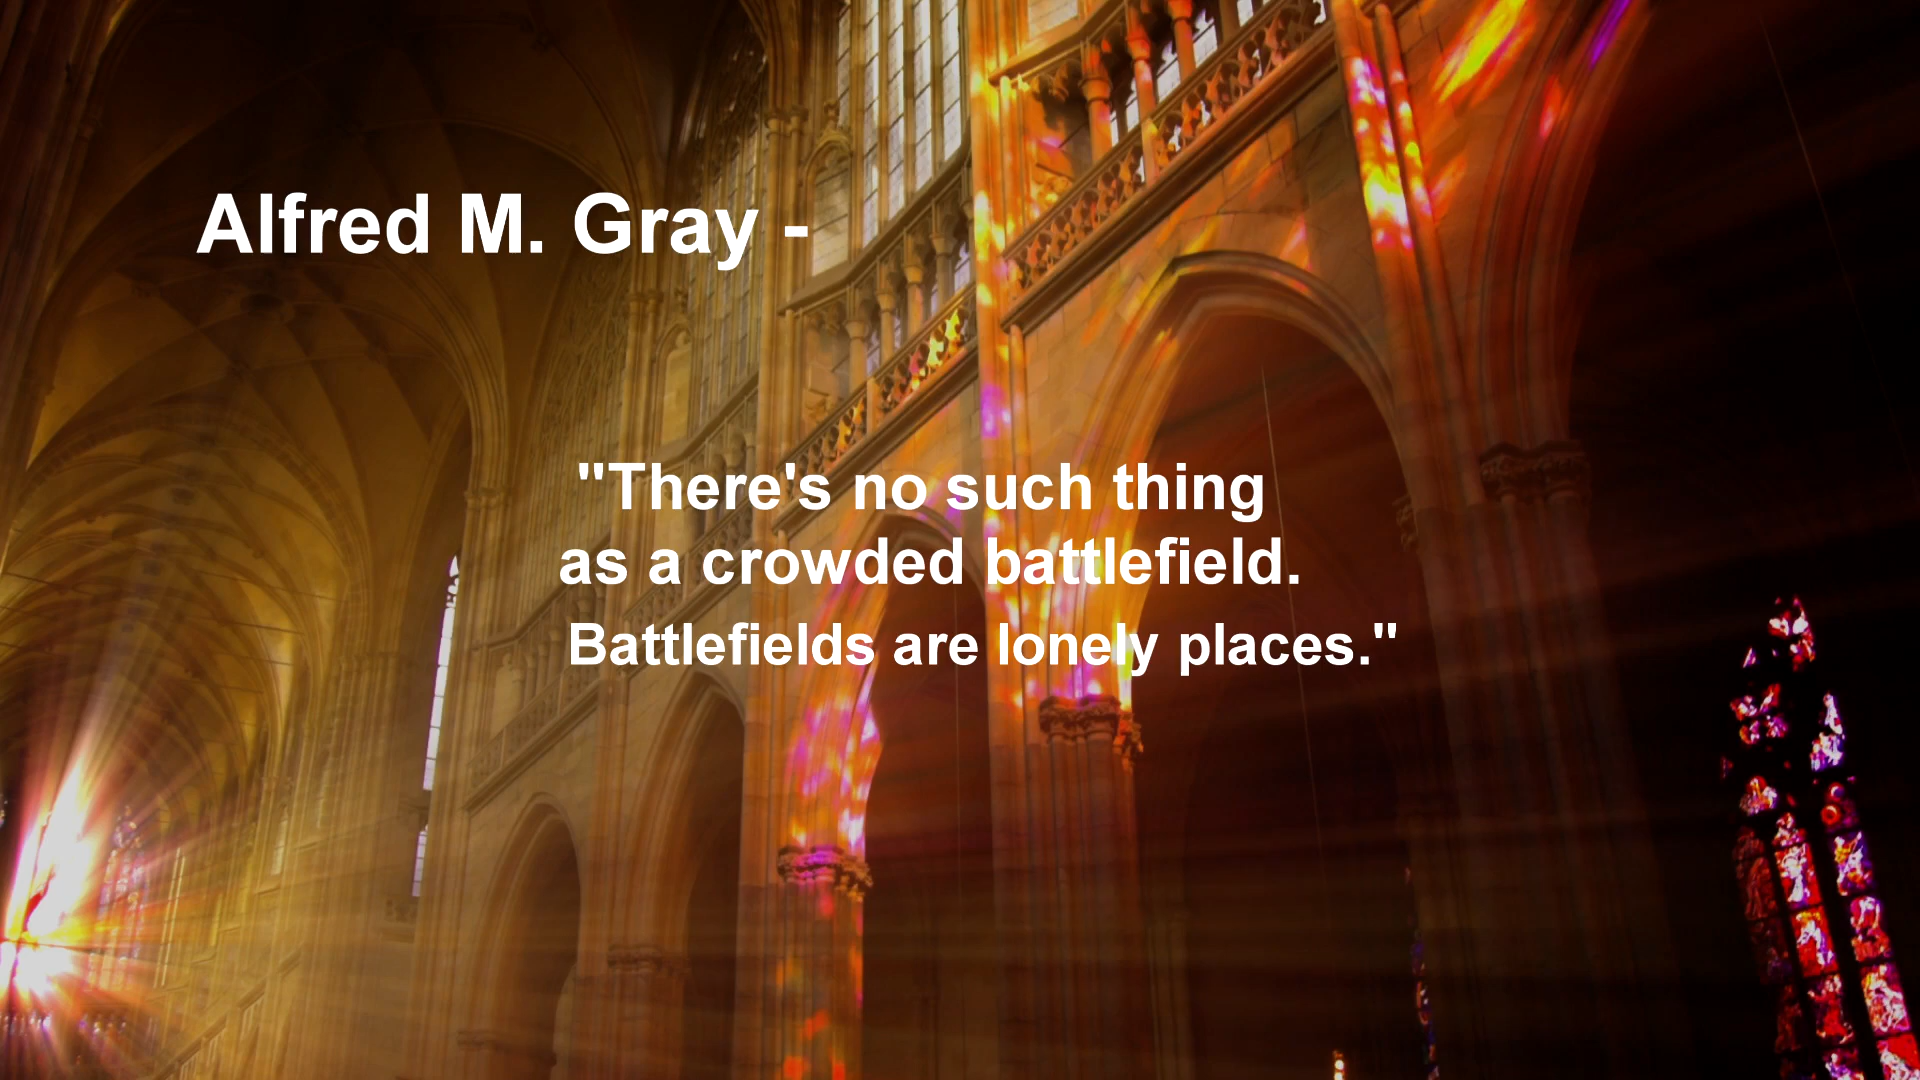 Alfred M. Gray -
"There's no such thing
as a crowded battlefield.
Battlefields are lonely places."